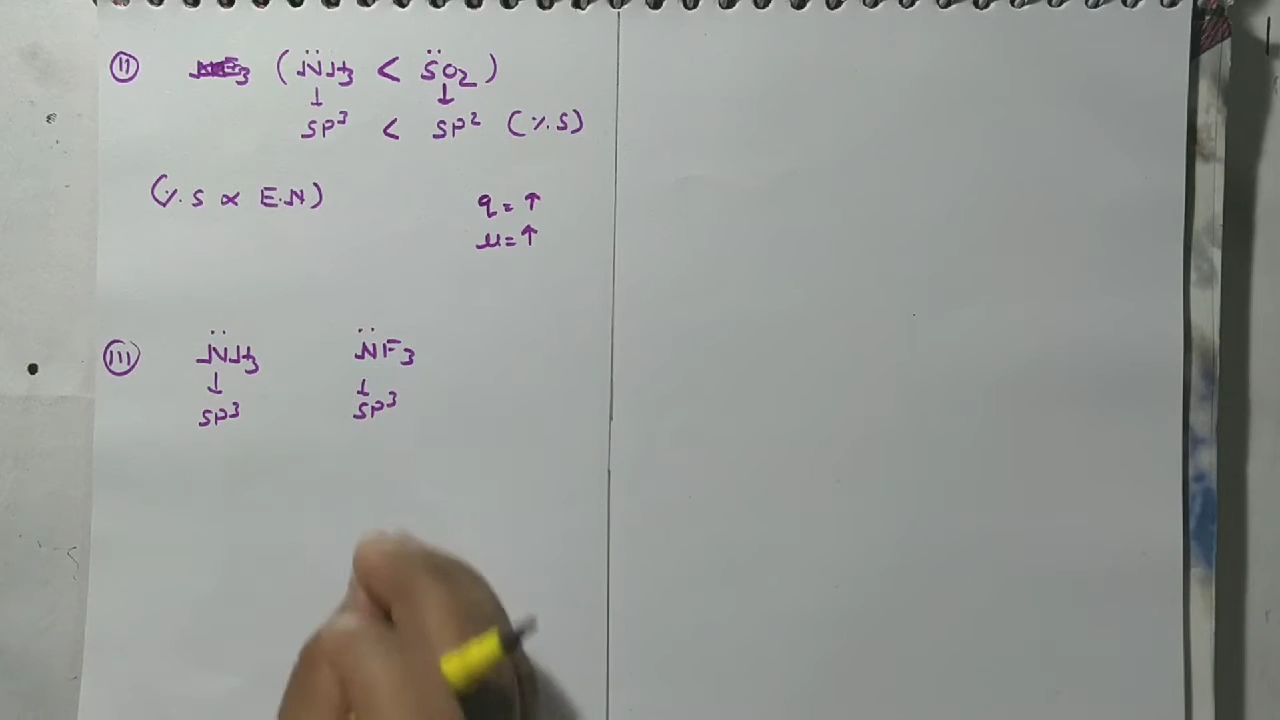 (II) (N̈H₃ < S̈O₂)
↓ ↓
SP³ < SP² (%.S)
(%.S ∝ E.N)
q = ↑
μ = ↑
(III) N̈H₃ N̈F₃
↓ ↓
SP³ SP³